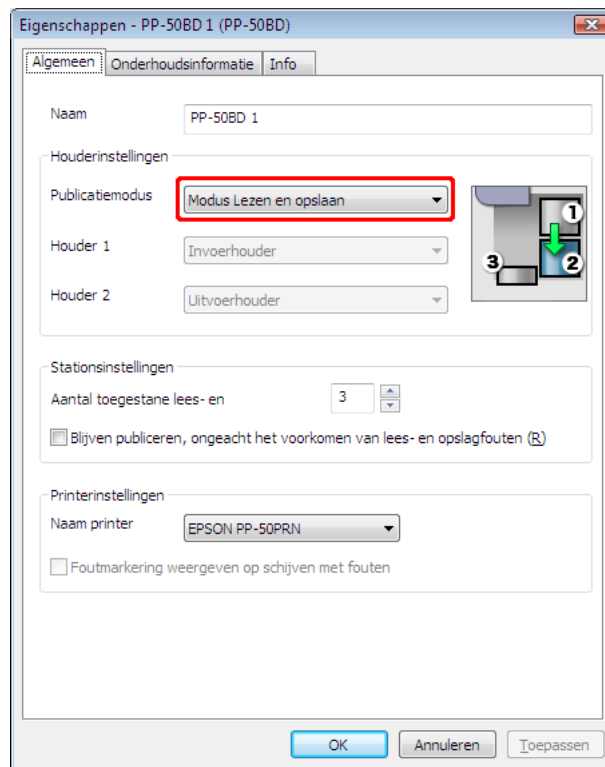 Eigenschappen - PP-50BD 1 (PP-50BD)
Algemeen Onderhoudsinformatie Info
Naam PP-50BD 1
Houderinstellingen
Publicatiemodus Modus Lezen en opslaan
1
Houder 1 Invoerhouder
3 2
Houder 2 Uitvoerhouder
Stationsinstellingen
Aantal toegestane lees- en 3
Blijven publiceren, ongeacht het voorkomen van lees- en opslagfouten (R)
Printerinstellingen
Naam printer EPSON PP-50PRN
Foutmarkering weergeven op schijven met fouten
OK Annuleren Toepassen